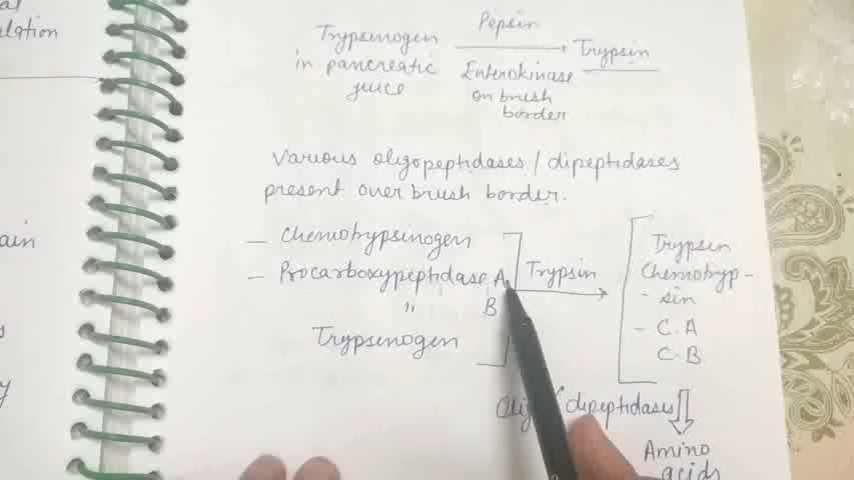 al
lation
ain
y
Pepsin
Trypsinogen → Trypsin
in pancreatic Enterokinase
juice on brush
border
Various oligopeptidases / dipeptidases
present over brush border.
— Chemotrypsinogen
— Procarboxypeptidase A Trypsin
" B
Trypsinogen
Trypsin
Chemotryp-
- sin
- C.A
C.B
dipeptidases
Amino
acids